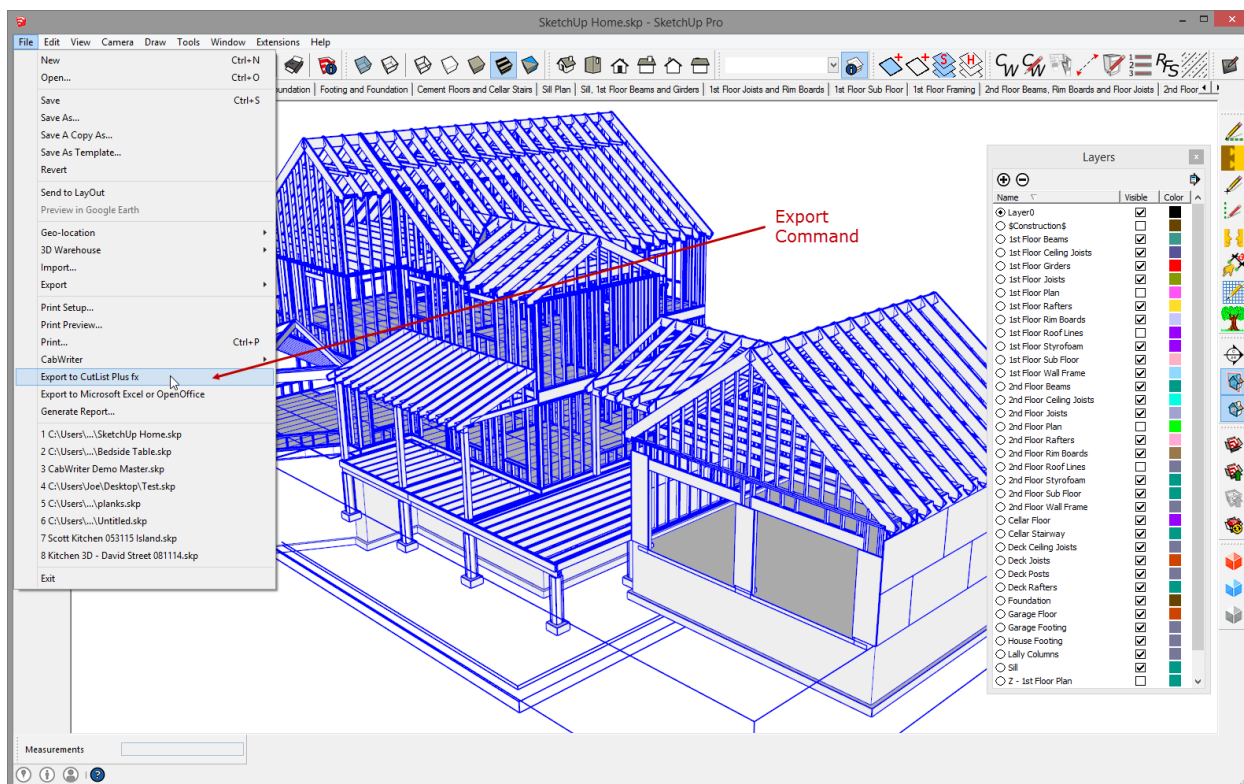 SketchUp Home.skp - SketchUp Pro
File Edit View Camera Draw Tools Window Extensions Help
New Ctrl+N
Open... Ctrl+O
Save Ctrl+S
Save As...
Save A Copy As...
Save As Template...
Revert
Send to LayOut
Preview in Google Earth
Geo-location
3D Warehouse
Import...
Export
Print Setup...
Print Preview...
Print... Ctrl+P
CabWriter
Export to CutList Plus fx
Export to Microsoft Excel or OpenOffice
Generate Report...
1 C:\Users\...\SketchUp Home.skp
2 C:\Users\...\Bedside Table.skp
3 CabWriter Demo Master.skp
4 C:\Users\Joe\Desktop\Test.skp
5 C:\Users\...\planks.skp
6 C:\Users\...\Untitled.skp
7 Scott Kitchen 053115 Island.skp
8 Kitchen 3D - David Street 081114.skp
Exit
CW CW 1 2 3 RFS
S H
undation | Footing and Foundation | Cement Floors and Cellar Stairs | Sill Plan | Sill, 1st Floor Beams and Girders | 1st Floor Joists and Rim Boards | 1st Floor Sub Floor | 1st Floor Framing | 2nd Floor Beams, Rim Boards and Floor Joists | 2nd Floor
Export
Command
Layers
Name Visible Color
Layer0
$Construction$
1st Floor Beams
1st Floor Ceiling Joists
1st Floor Girders
1st Floor Joists
1st Floor Plan
1st Floor Rafters
1st Floor Rim Boards
1st Floor Roof Lines
1st Floor Styrofoam
1st Floor Sub Floor
1st Floor Wall Frame
2nd Floor Beams
2nd Floor Ceiling Joists
2nd Floor Joists
2nd Floor Plan
2nd Floor Rafters
2nd Floor Rim Boards
2nd Floor Roof Lines
2nd Floor Styrofoam
2nd Floor Sub Floor
2nd Floor Wall Frame
Cellar Floor
Cellar Stairway
Deck Ceiling Joists
Deck Joists
Deck Posts
Deck Rafters
Foundation
Garage Floor
Garage Footing
House Footing
Lally Columns
Sill
Z - 1st Floor Plan
Measurements